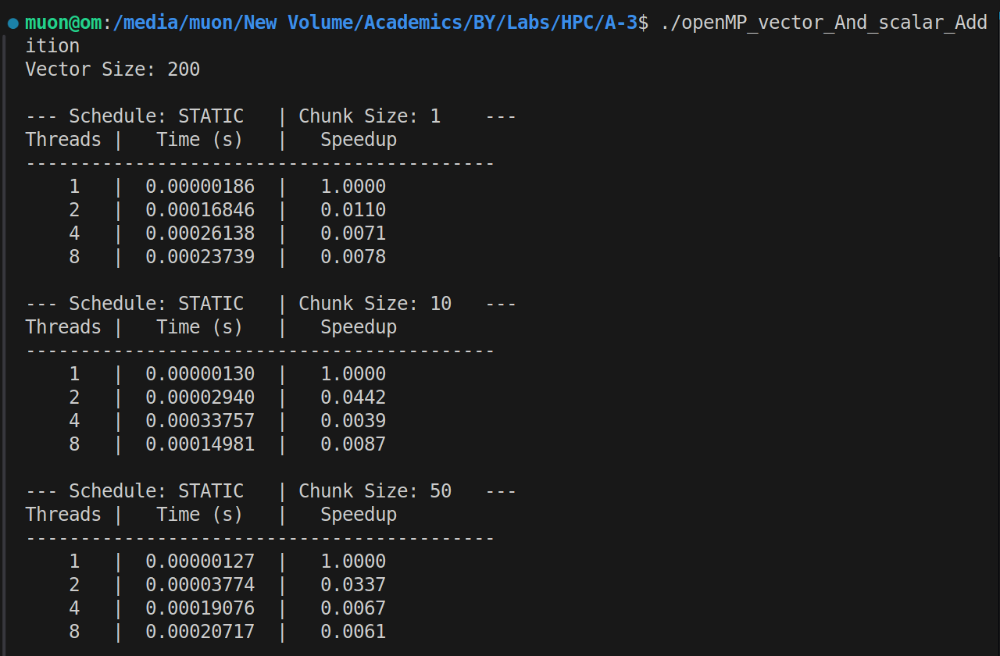 muon@om:/media/muon/New Volume/Academics/BY/Labs/HPC/A-3$ ./openMP_vector_And_scalar_Add
ition
Vector Size: 200

--- Schedule: STATIC   | Chunk Size: 1    ---
Threads |   Time (s)   |   Speedup
-------------------------------------------
    1   |  0.00000186  |   1.0000
    2   |  0.00016846  |   0.0110
    4   |  0.00026138  |   0.0071
    8   |  0.00023739  |   0.0078

--- Schedule: STATIC   | Chunk Size: 10   ---
Threads |   Time (s)   |   Speedup
-------------------------------------------
    1   |  0.00000130  |   1.0000
    2   |  0.00002940  |   0.0442
    4   |  0.00033757  |   0.0039
    8   |  0.00014981  |   0.0087

--- Schedule: STATIC   | Chunk Size: 50   ---
Threads |   Time (s)   |   Speedup
-------------------------------------------
    1   |  0.00000127  |   1.0000
    2   |  0.00003774  |   0.0337
    4   |  0.00019076  |   0.0067
    8   |  0.00020717  |   0.0061